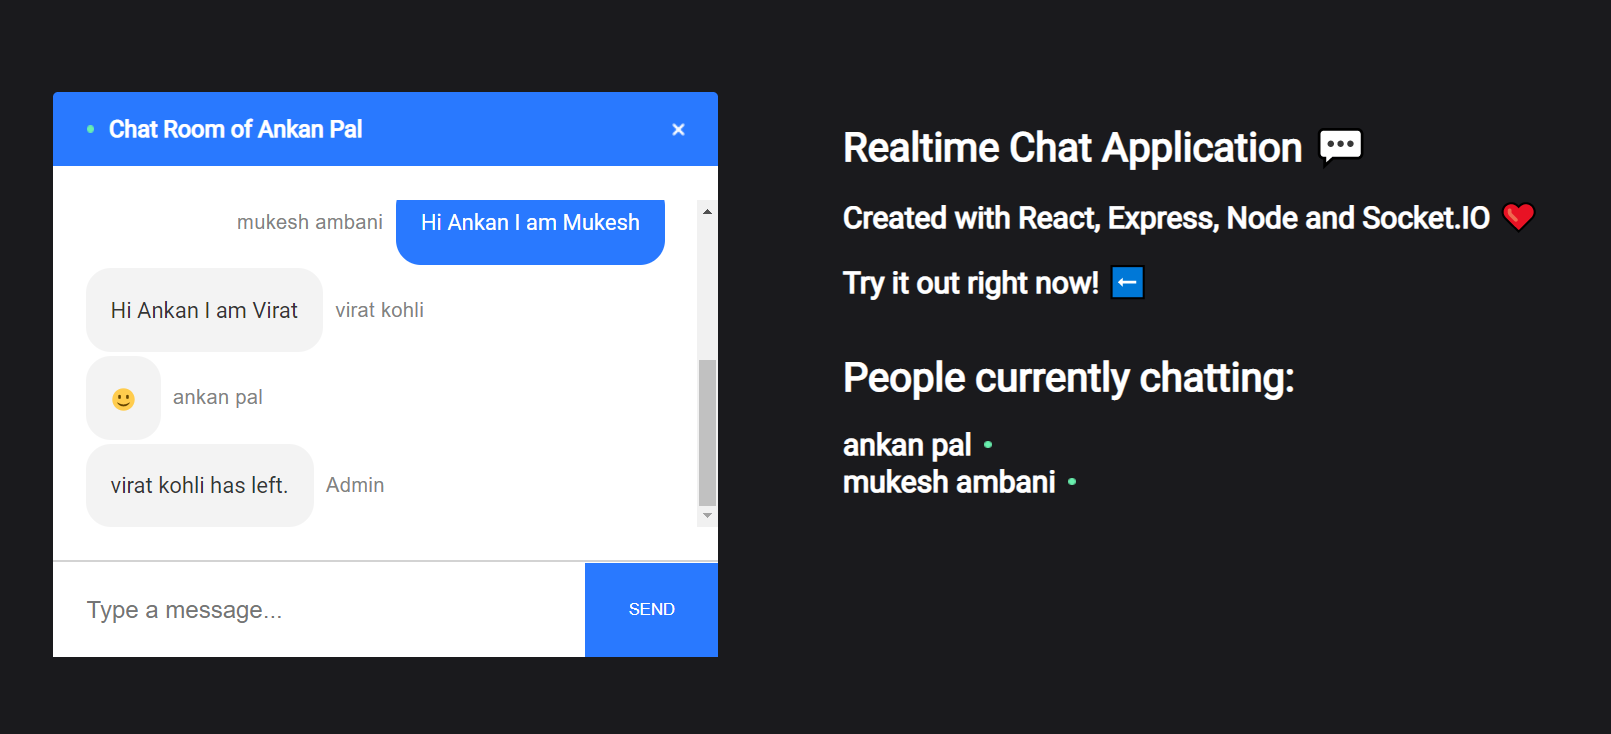 Chat Room of Ankan Pal
mukesh ambani Hi Ankan I am Mukesh
Hi Ankan I am Virat virat kohli
🙂 ankan pal
virat kohli has left. Admin
Type a message...
SEND
Realtime Chat Application 💬
Created with React, Express, Node and Socket.IO ❤️
Try it out right now! ⬅️
People currently chatting:
ankan pal
mukesh ambani